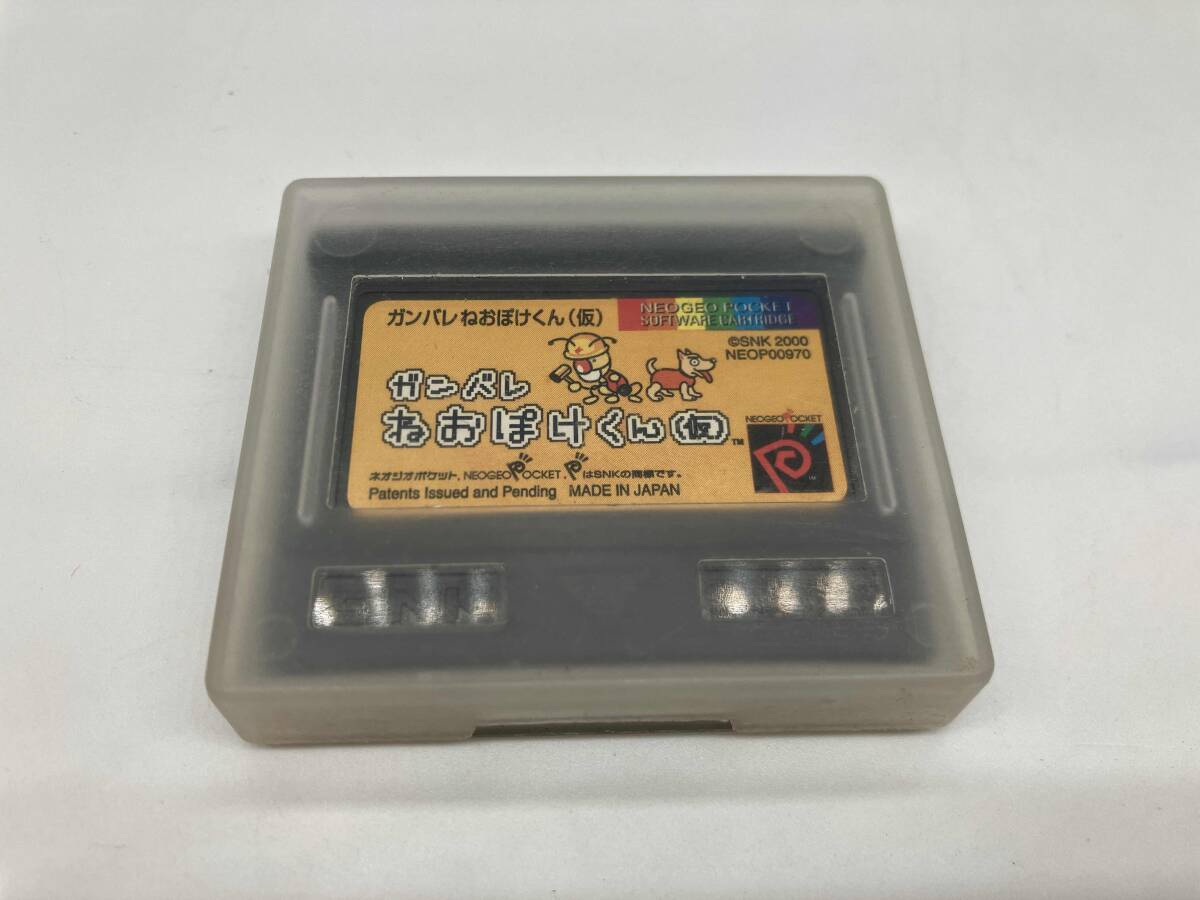 ガンバレ ねおぽけくん(仮)
NEOGEO POCKET
SOFTWARE CARTRIDGE
©SNK 2000
NEOP00970
ガンバレ
ねおぽけくん(仮)™
NEOGEO POCKET
ネオジオポケット, NEOGEO POCKET, P はSNKの商標です。
Patents Issued and Pending MADE IN JAPAN
SNK